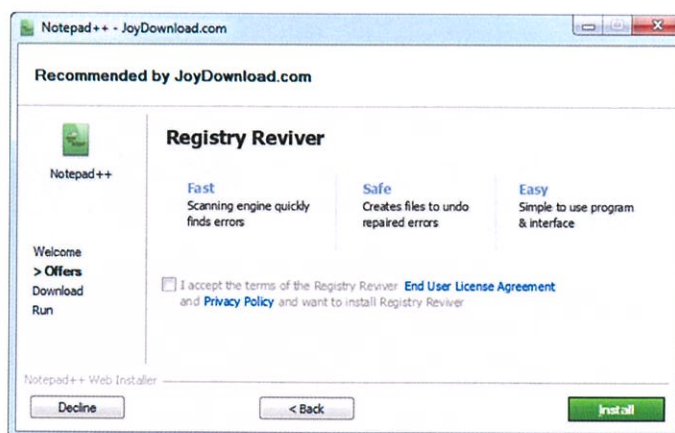 Notepad++ - JoyDownload.com
Recommended by JoyDownload.com
Notepad++
Welcome
> Offers
Download
Run
Registry Reviver
Fast
Scanning engine quickly
finds errors
Safe
Creates files to undo
repaired errors
Easy
Simple to use program
& interface
I accept the terms of the Registry Reviver End User License Agreement
and Privacy Policy and want to install Registry Reviver
Notepad++ Web Installer
Decline
< Back
Install